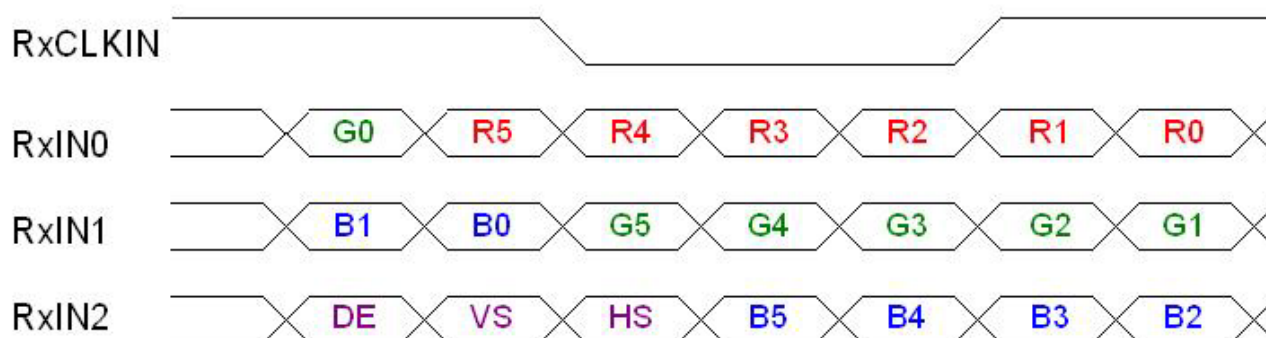 RxCLKIN
RxIN0 G0 R5 R4 R3 R2 R1 R0
RxIN1 B1 B0 G5 G4 G3 G2 G1
RxIN2 DE VS HS B5 B4 B3 B2